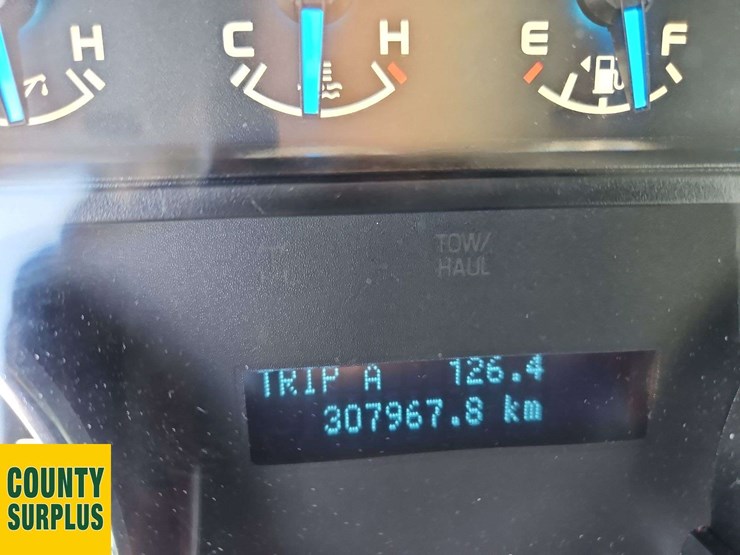 H C H E F
TOW/
HAUL
TRIP A 126.4
307967.8 km
COUNTY
SURPLUS